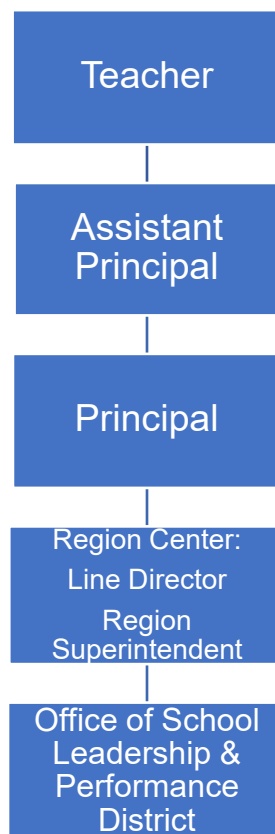 Teacher
Assistant
Principal
Principal
Region Center:
Line Director
Region
Superintendent
Office of School
Leadership &
Performance
District